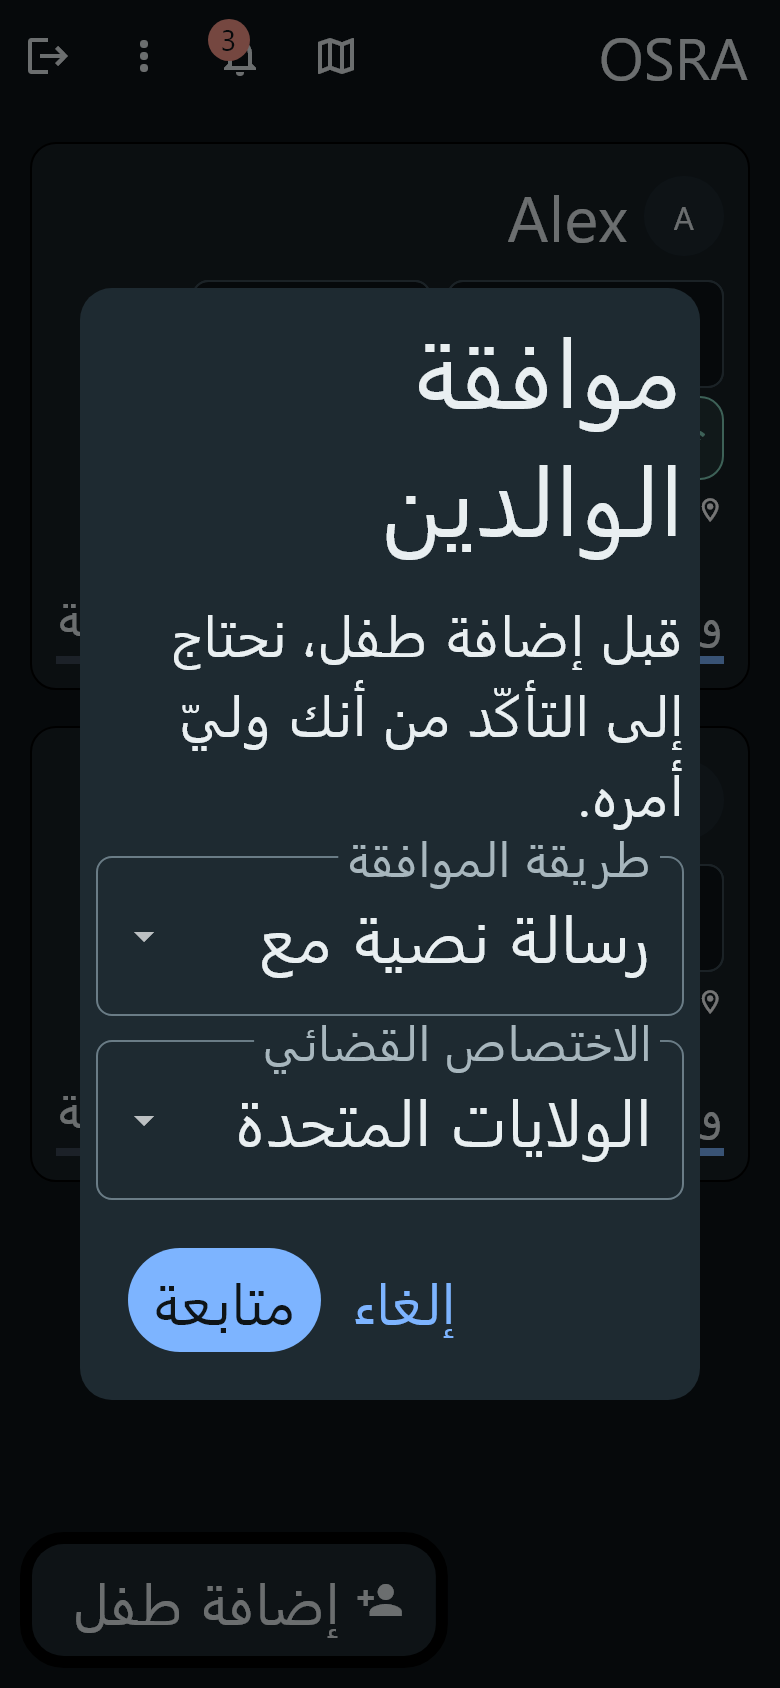 OSRA
3
Alex
A
موافقة
الوالدين
قبل إضافة طفل، نحتاج
إلى التأكّد من أنك وليّ
أمره.
طريقة الموافقة
رسالة نصية مع
الاختصاص القضائي
الولايات المتحدة
إلغاء
متابعة
إضافة طفل